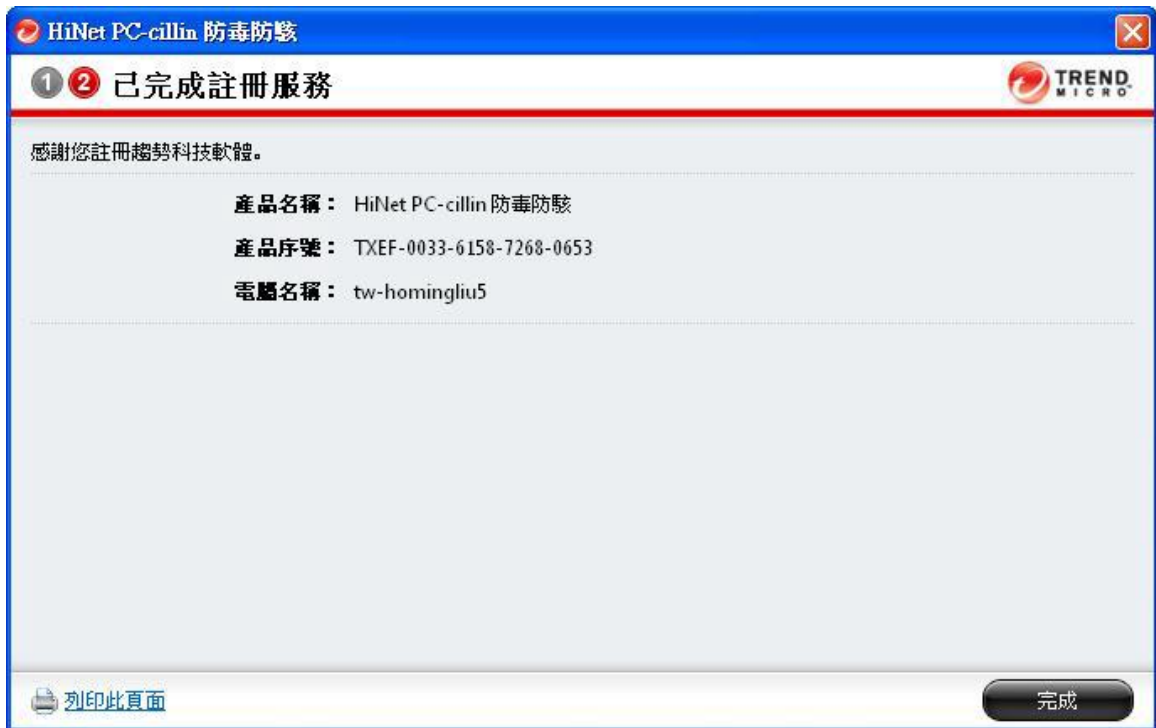 HiNet PC-cillin 防毒防駭
1 2 已完成註冊服務
TREND MICRO
感謝您註冊趨勢科技軟體。
產品名稱： HiNet PC-cillin 防毒防駭
產品序號： TXEF-0033-6158-7268-0653
電腦名稱： tw-homingliu5
列印此頁面
完成